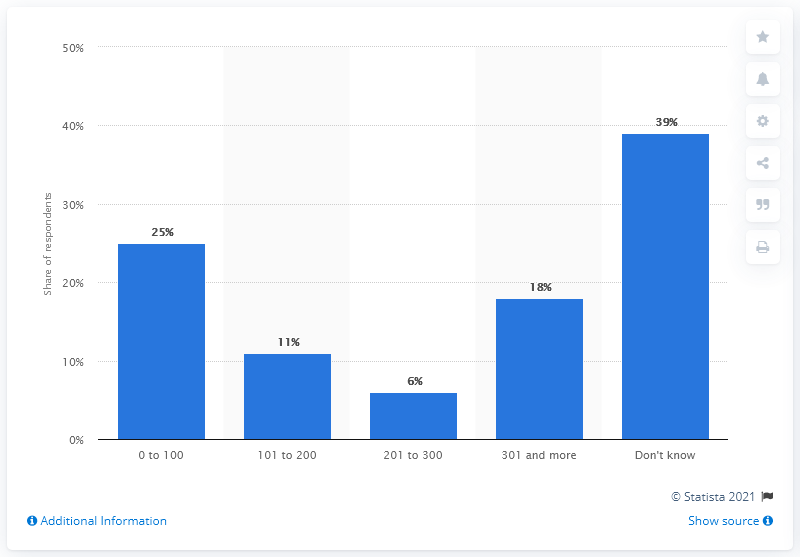 50%
40%
30%
20%
10%
0%
Share of respondents
25%
11%
6%
18%
39%
0 to 100
101 to 200
201 to 300
301 and more
Don't know
© Statista 2021
Additional Information
Show source